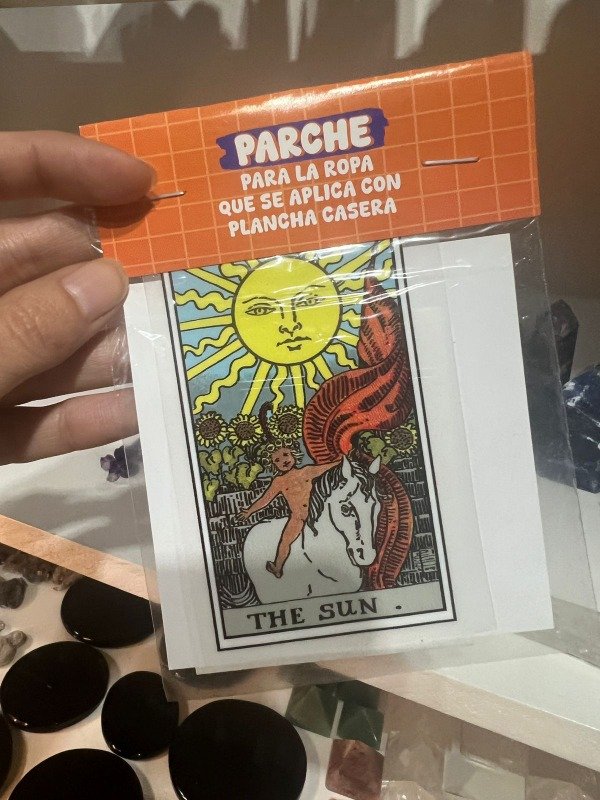 PARCHE
PARA LA ROPA
QUE SE APLICA CON
PLANCHA CASERA
THE SUN .